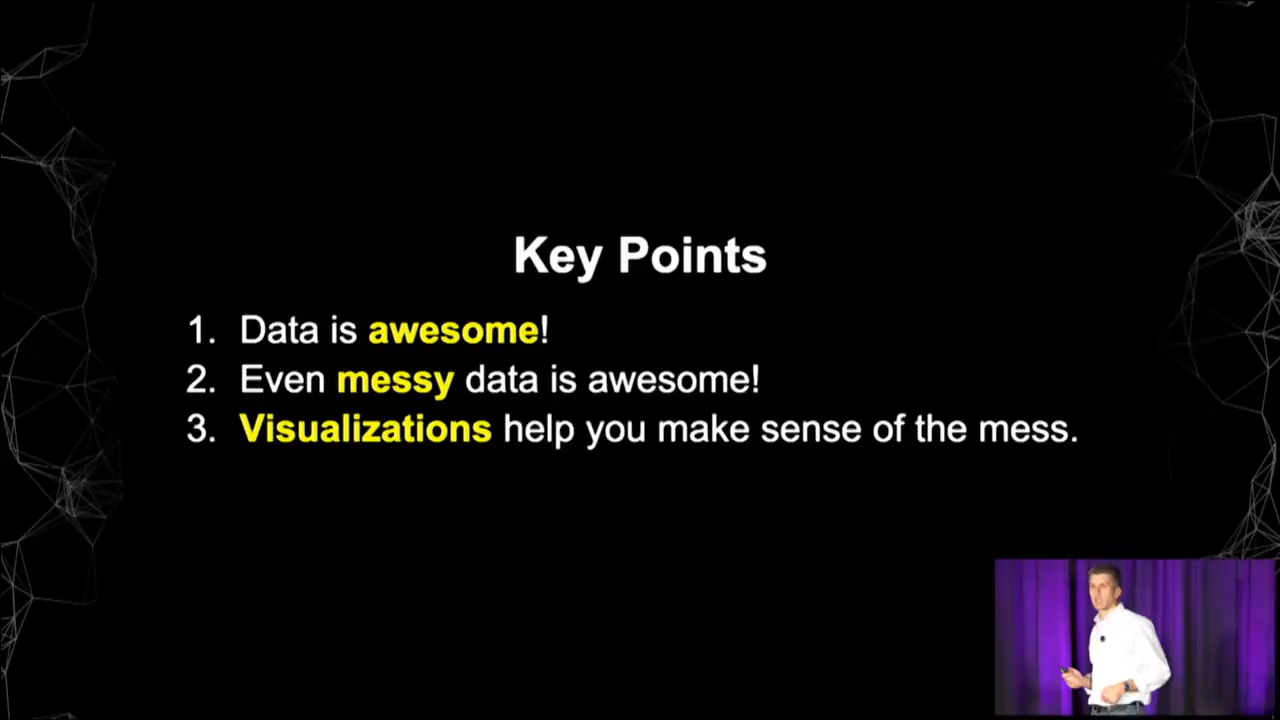 Key Points
1. Data is awesome!
2. Even messy data is awesome!
3. Visualizations help you make sense of the mess.